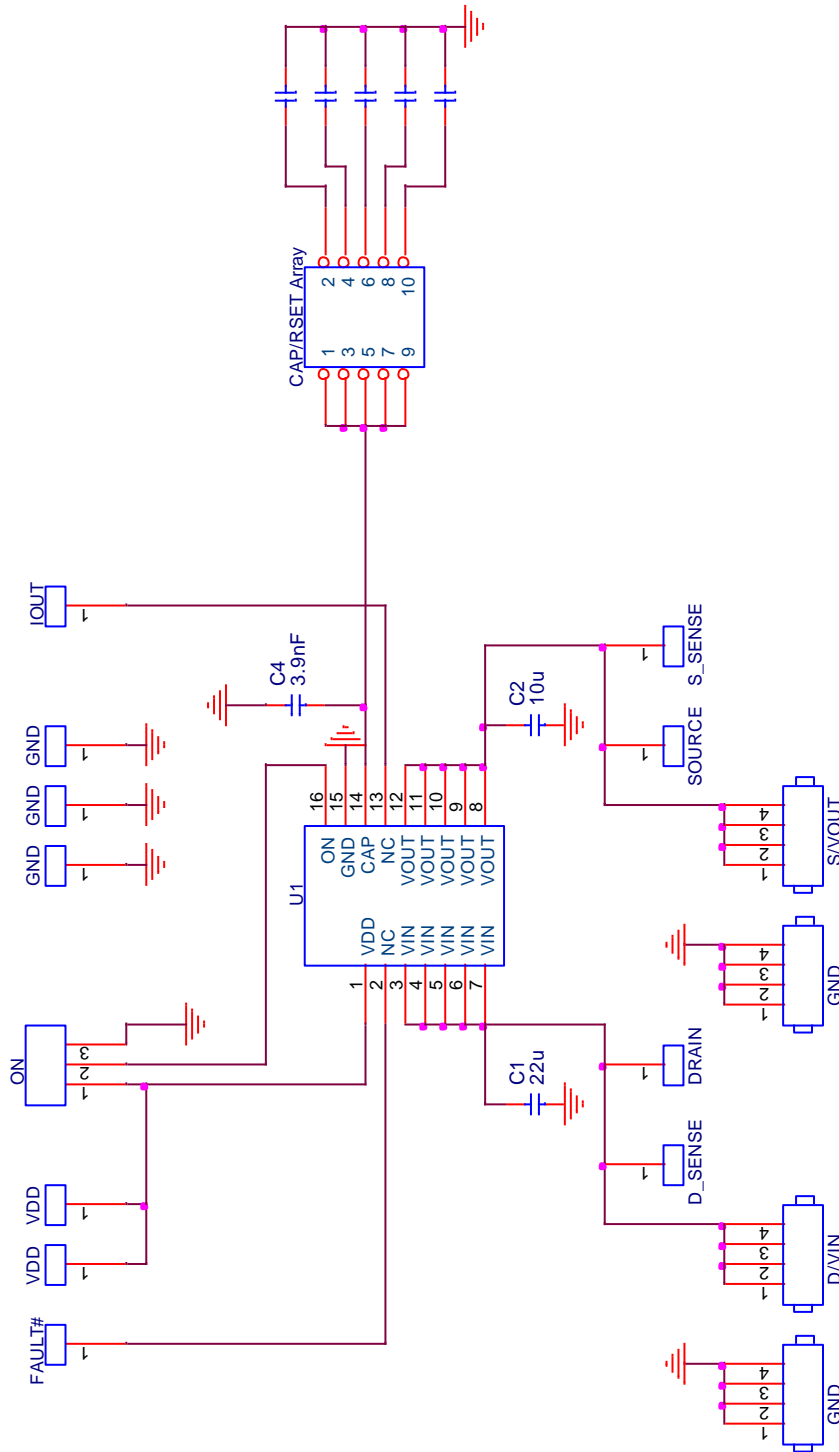 CAP/RSET Array
1
3
5
7
9
2
4
6
8
10
IOUT
1
C4
3.9nF
GND
1
GND
1
GND
1
ON
1
2
3
VDD
1
VDD
1
FAULT#
1
U1
VDD
NC
VIN
VIN
VIN
VIN
VIN
ON
GND
CAP
NC
VOUT
VOUT
VOUT
VOUT
VOUT
1
2
3
4
5
6
7
16
15
14
13
12
11
10
9
8
C2
10u
C1
22u
S_SENSE
1
SOURCE
1
S/VOUT
1
2
3
4
GND
1
2
3
4
DRAIN
1
D_SENSE
1
D/VIN
1
2
3
4
GND
1
2
3
4